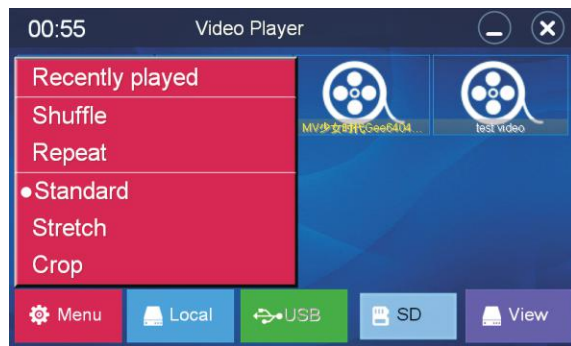 00:55 Video Player
Recently played
Shuffle
Repeat
Standard
Stretch
Crop
MV少女时代Gee6404...
test video
Menu Local USB SD View